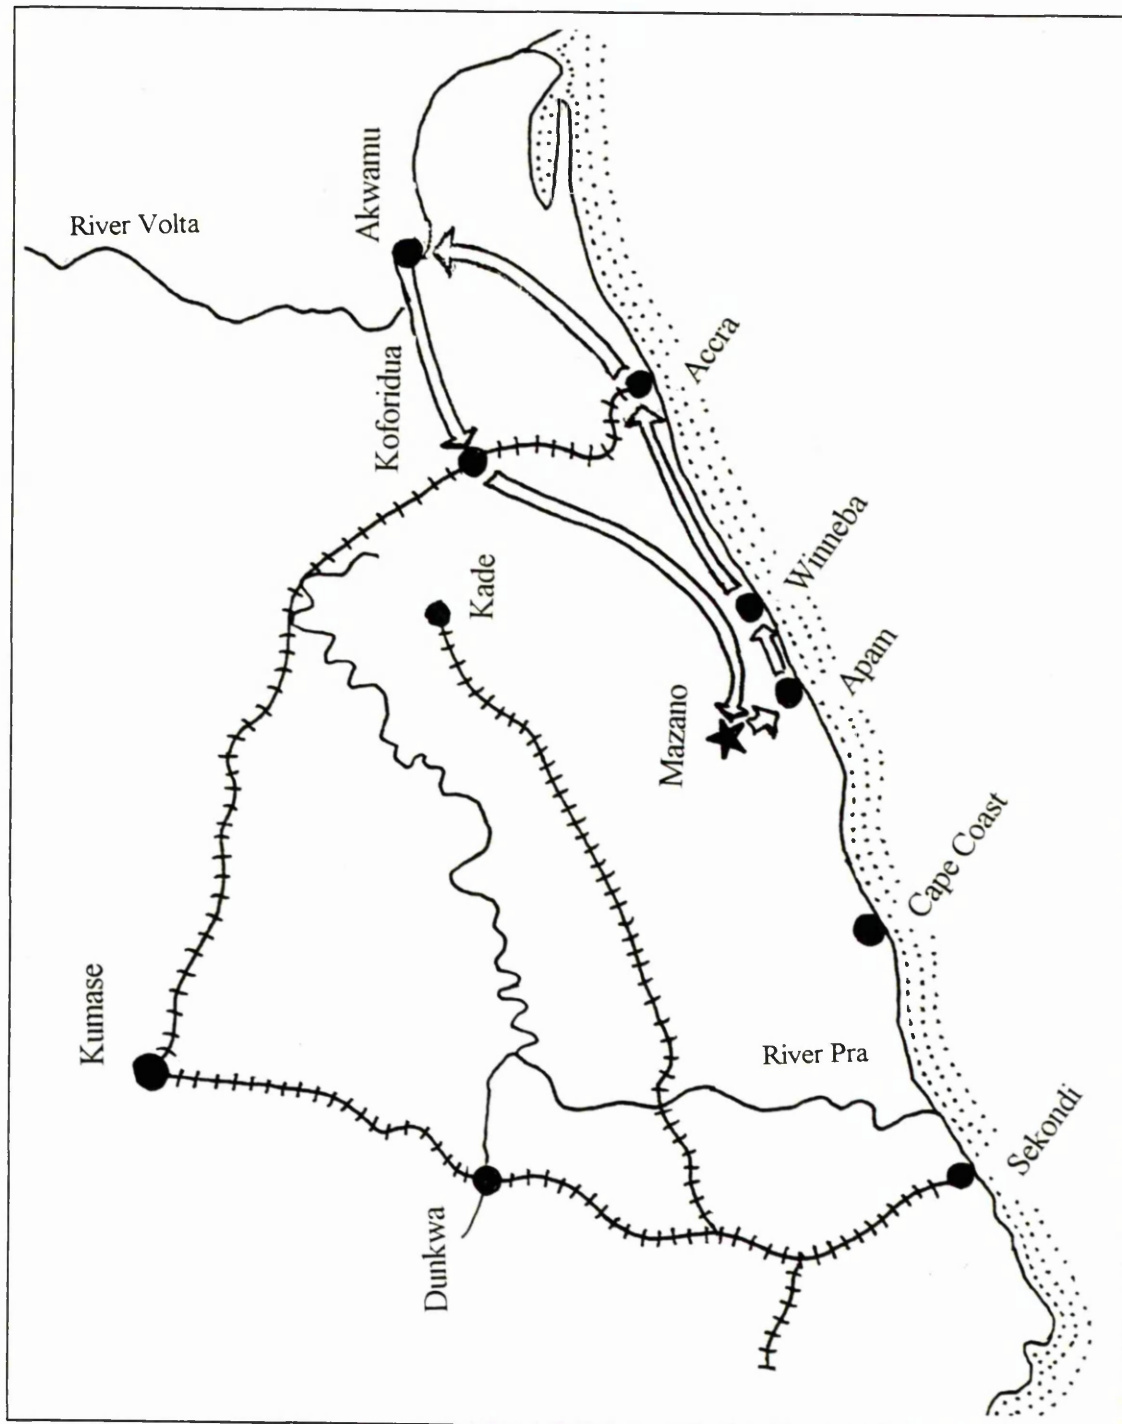 River Volta
Akwamu
Koforidua
Accra
Kade
Winneba
Mazano
Apam
Cape Coast
Kumase
River Pra
Sekondi
Dunkwa